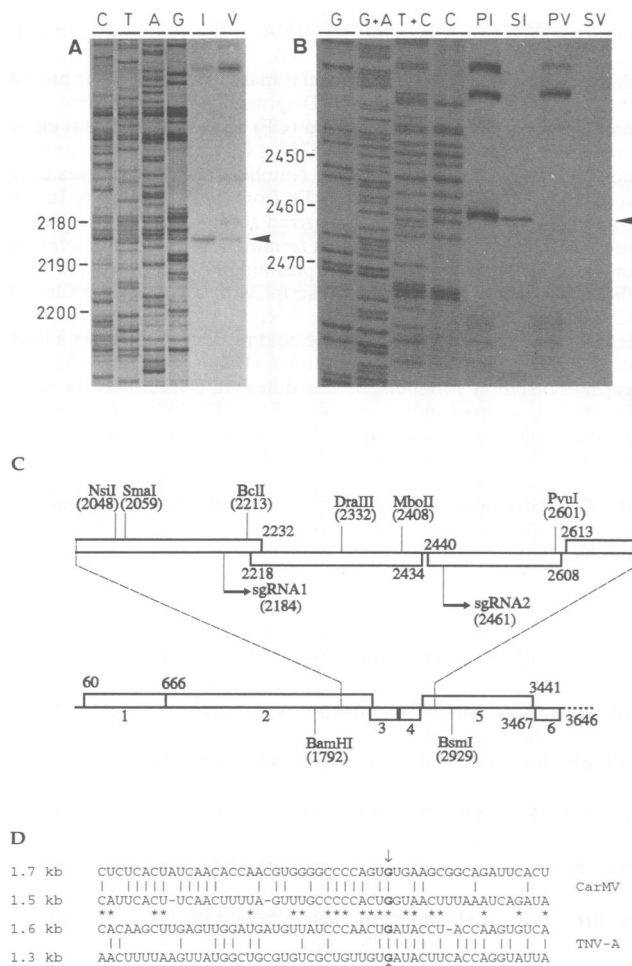 C T A G I V
A
2180
2190
2200
G G+A T+C C PI SI PV SV
B
2450
2460
2470
C
NsiI SmaI BclI DraIII MboII PvuI
(2048) (2059) (2213) (2332) (2408) (2601)
2232 2440 2613
2218 2434 2608
sgRNA1 sgRNA2
(2184) (2461)
60 666 3441
1 2 3 4 5 3467 6 3646
BamHI BsmI
(1792) (2929)
D
1.7 kb CUCUCACUAUCAACACCAACGUGGGGCCCCAGUGUGAAGCGGCAGAUUCACU
CarMV
1.5 kb CAUUCACU-UCAACUUUUA-GUUUGCCCCCACUGGUAACUUUAAAUCAGAUA
** ** * ** *** **** ** ** * * *
1.6 kb CACAAGCUUGAGUUGGAUGAUGUUAUCCCAACUGAUACCU-ACCAAGUGUCA
TNV-A
1.3 kb AACUUUUAAGUUAUGGCUGCGUGUCGCUGUUGUGAUACUUCACCAGGUAUUA